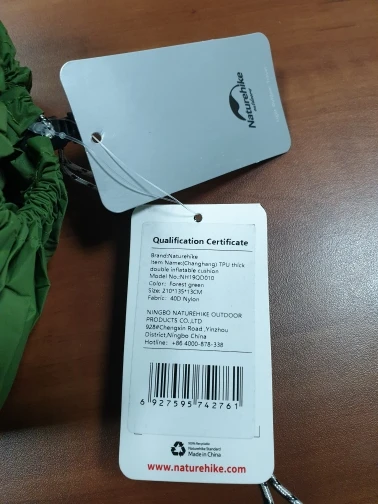 Naturehike
Qualification Certificate
Brand:Naturehike
Item Name:(Changhang) TPU thick
double inflatable cushion
Model No.:NH19QD010
Color: Forest green
Size: 210*135*13CM
Fabric: 40D Nylon
NINGBO NATUREHIKE OUTDOOR
PRODUCTS CO.,LTD
928#Chengxin Road ,Yinzhou
District,Ningbo China
Hotline: +86 4000-878-338
6 927595 742761
Naturehike Standard
Made in China
www.naturehike.com